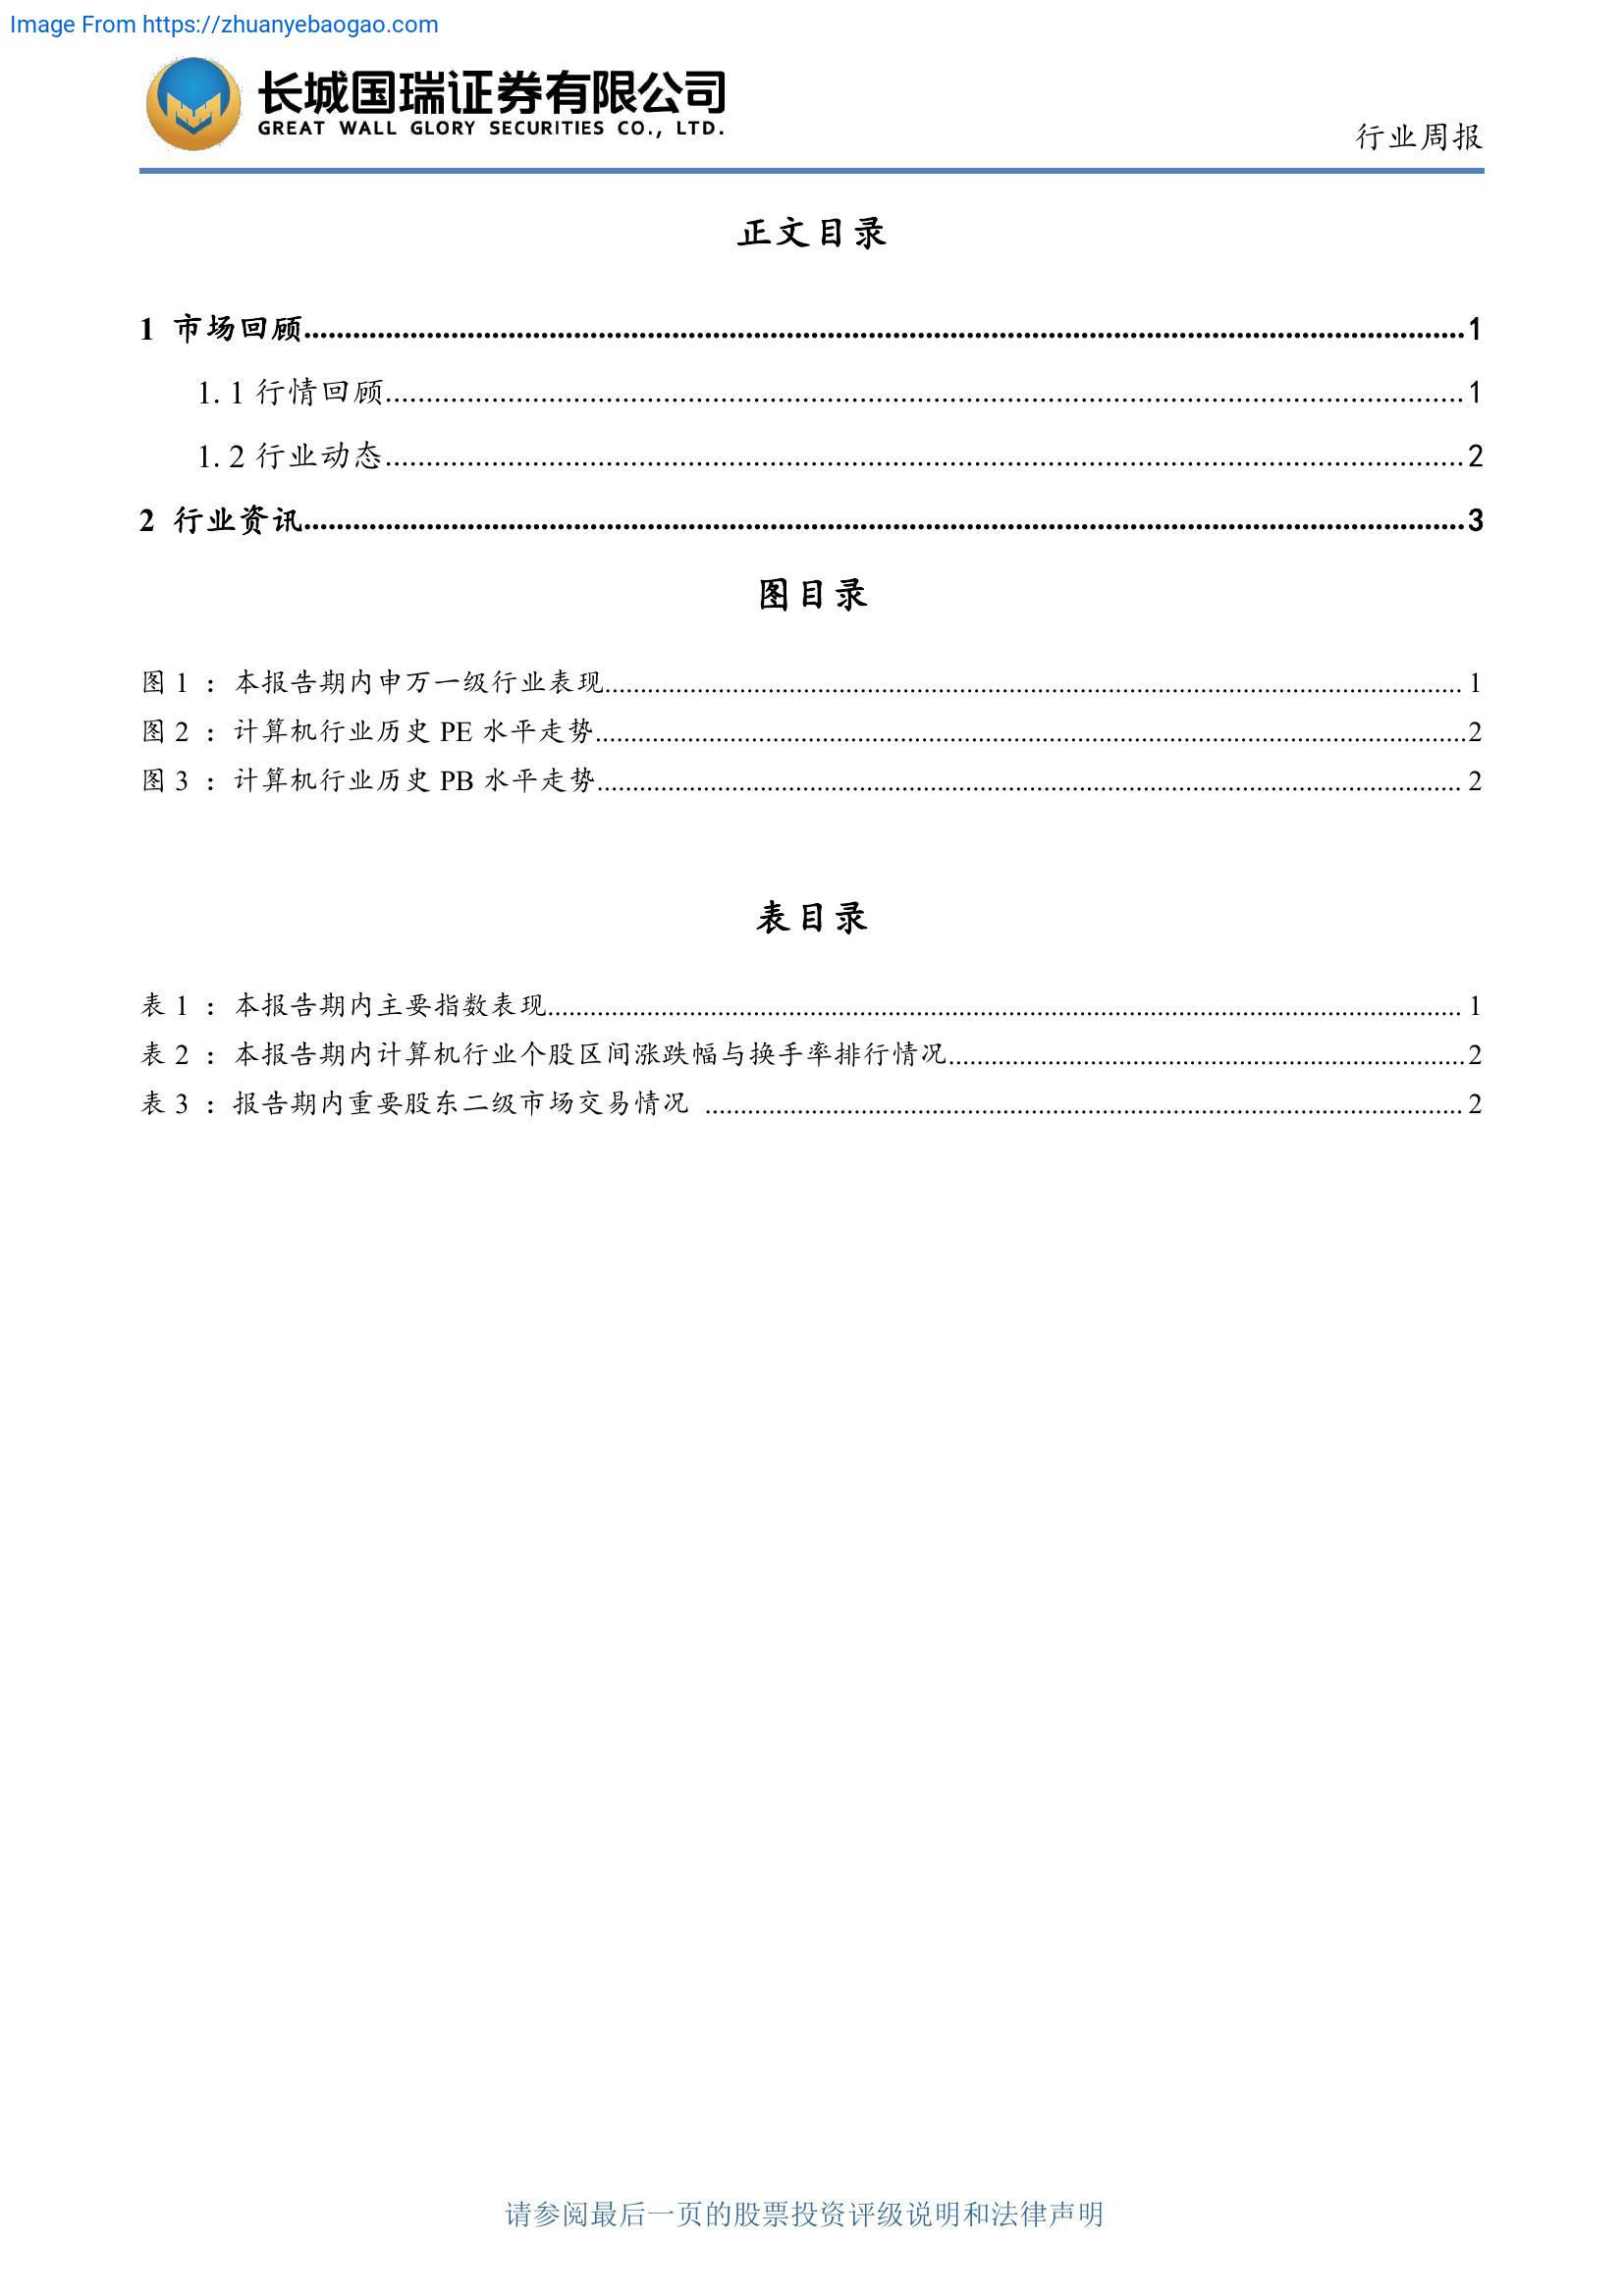 Image From https://zhuanyebaogao.com
长城国瑞证券有限公司
GREAT WALL GLORY SECURITIES CO., LTD.
行业周报
正文目录
1 市场回顾........................................1
1.1 行情回顾........................................1
1.2 行业动态........................................2
2 行业资讯........................................3
图目录
图 1 ：本报告期内申万一级行业表现........................................ 1
图 2 ：计算机行业历史 PE 水平走势........................................2
图 3 ：计算机行业历史 PB 水平走势........................................ 2
表目录
表 1 ：本报告期内主要指数表现........................................ 1
表 2 ：本报告期内计算机行业个股区间涨跌幅与换手率排行情况........................................2
表 3 ：报告期内重要股东二级市场交易情况 ........................................ 2
请参阅最后一页的股票投资评级说明和法律声明